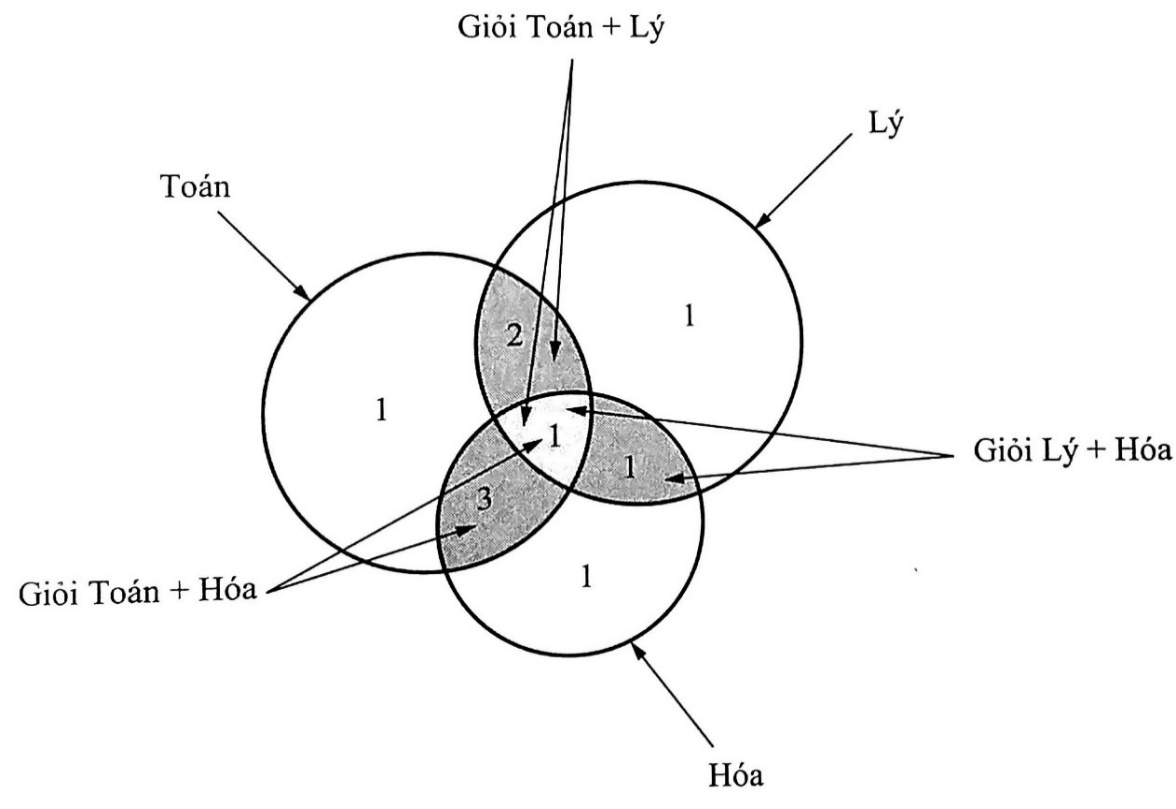 Giỏi Toán + Lý
Lý
Toán
1
2
1
1
1
Giỏi Lý + Hóa
3
1
Giỏi Toán + Hóa
Hóa